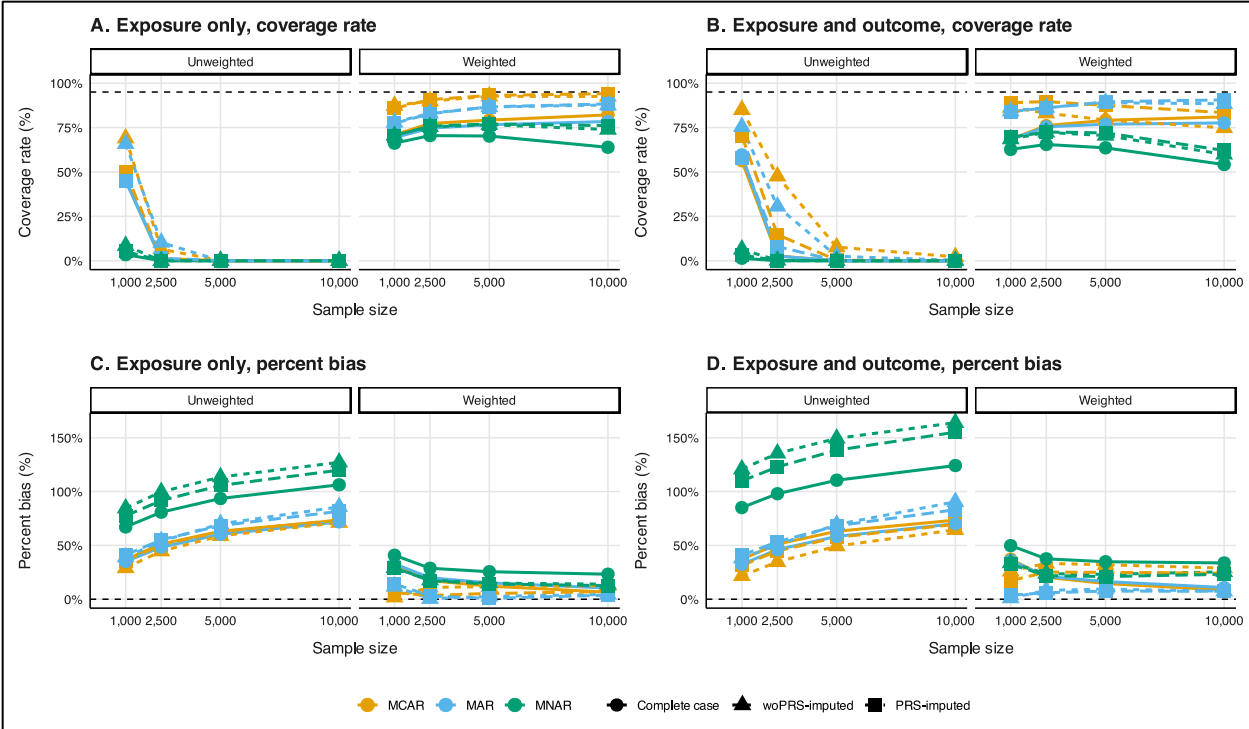 A. Exposure only, coverage rate
Unweighted
Weighted
100%
75%
50%
25%
0%
Coverage rate (%)
1,000
2,500
5,000
10,000
1,000
2,500
5,000
10,000
Sample size
B. Exposure and outcome, coverage rate
Unweighted
Weighted
100%
75%
50%
25%
0%
Coverage rate (%)
1,000
2,500
5,000
10,000
1,000
2,500
5,000
10,000
Sample size
C. Exposure only, percent bias
Unweighted
Weighted
150%
100%
50%
0%
Percent bias (%)
1,000
2,500
5,000
10,000
1,000
2,500
5,000
10,000
Sample size
D. Exposure and outcome, percent bias
Unweighted
Weighted
150%
100%
50%
0%
Percent bias (%)
1,000
2,500
5,000
10,000
1,000
2,500
5,000
10,000
Sample size
MCAR MAR MNAR Complete case woPRS-imputed PRS-imputed